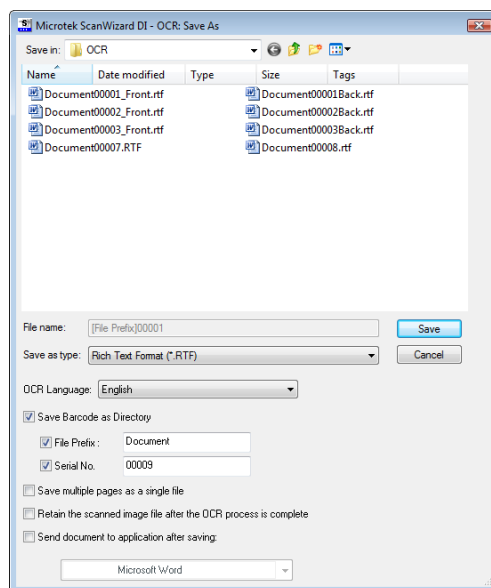 Microtek ScanWizard DI - OCR: Save As
Save in: OCR
Name Date modified Type Size Tags
Document00001_Front.rtf Document00001Back.rtf
Document00002_Front.rtf Document00002Back.rtf
Document00003_Front.rtf Document00003Back.rtf
Document00007.RTF Document00008.rtf
File name: [File Prefix]00001 Save
Save as type: Rich Text Format (*.RTF) Cancel
OCR Language: English
Save Barcode as Directory
File Prefix : Document
Serial No. 00009
Save multiple pages as a single file
Retain the scanned image file after the OCR process is complete
Send document to application after saving:
Microsoft Word